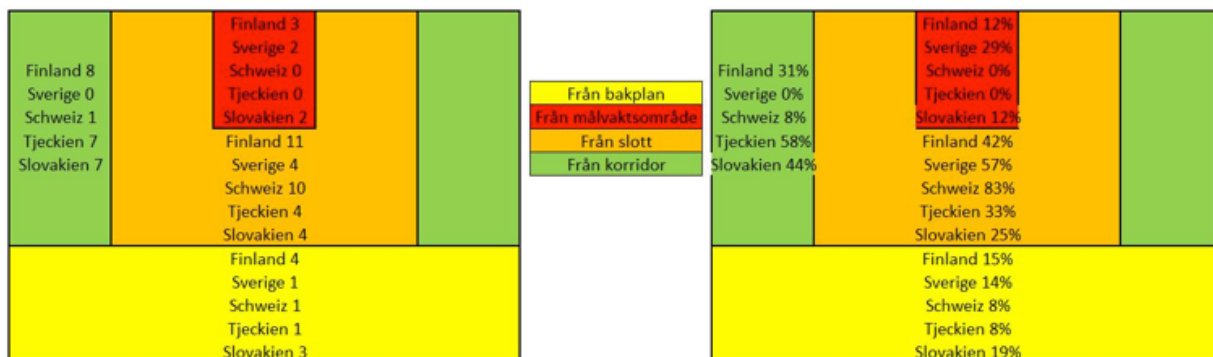 Finland 3
Sverige 2
Schweiz 0
Tjeckien 0
Slovakien 2
Finland 8
Sverige 0
Schweiz 1
Tjeckien 7
Slovakien 7
Finland 11
Sverige 4
Schweiz 10
Tjeckien 4
Slovakien 4
Finland 4
Sverige 1
Schweiz 1
Tjeckien 1
Slovakien 3
Från bakplan
Från målvaktsområde
Från slott
Från korridor
Finland 12%
Sverige 29%
Schweiz 0%
Tjeckien 0%
Slovakien 12%
Finland 31%
Sverige 0%
Schweiz 8%
Tjeckien 58%
Slovakien 44%
Finland 42%
Sverige 57%
Schweiz 83%
Tjeckien 33%
Slovakien 25%
Finland 15%
Sverige 14%
Schweiz 8%
Tjeckien 8%
Slovakien 19%